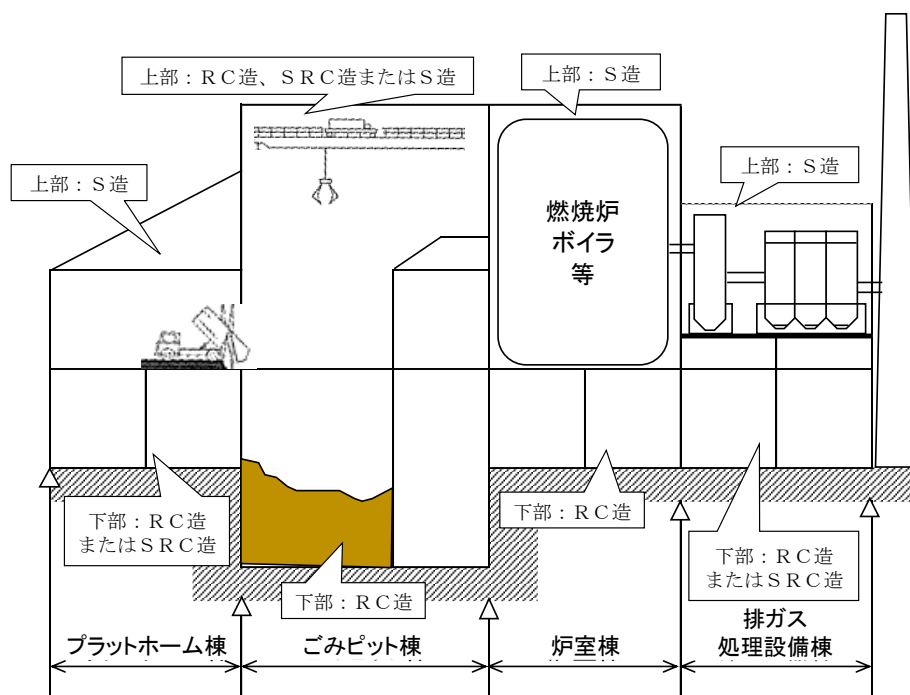 上部：ＲＣ造、ＳＲＣ造またはＳ造
上部：Ｓ造
上部：Ｓ造
上部：Ｓ造
燃焼炉
ボイラ
等
下部：ＲＣ造
またはＳＲＣ造
下部：ＲＣ造
下部：ＲＣ造
下部：ＲＣ造
またはＳＲＣ造
プラットホーム棟
ごみピット棟
炉室棟
排ガス
処理設備棟